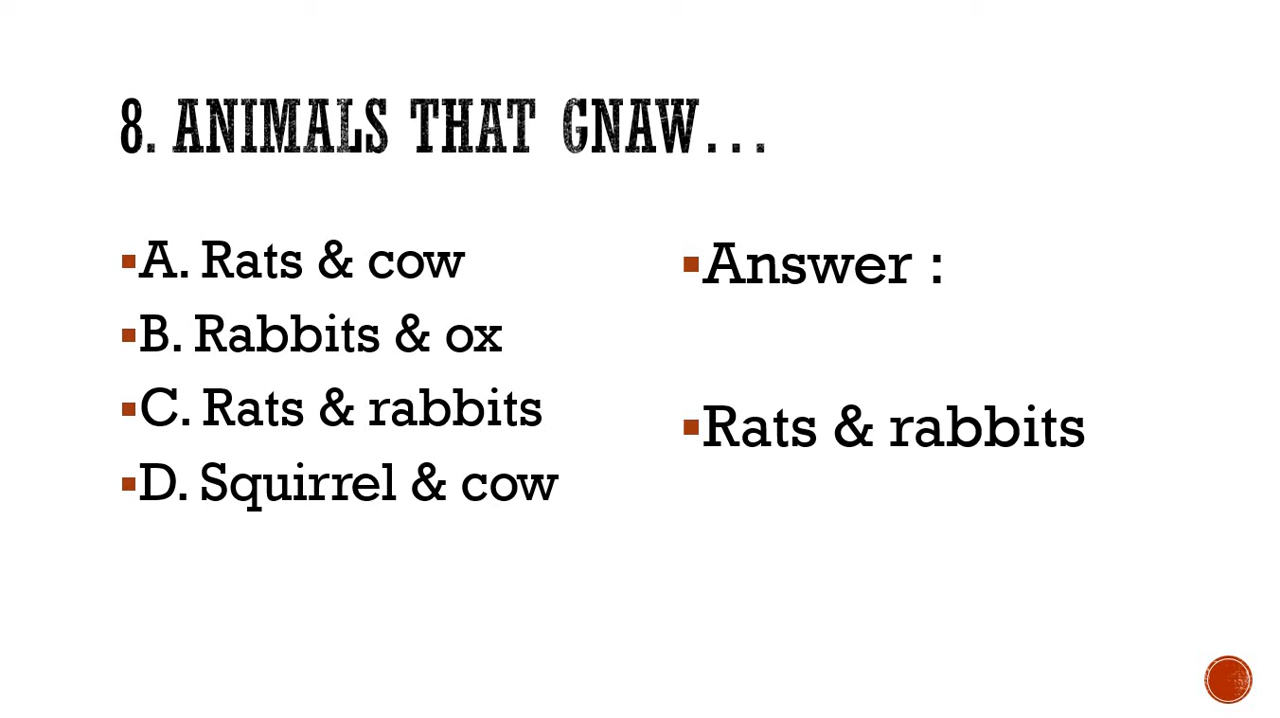 8. ANIMALS THAT GNAW...
▪A. Rats & cow
▪B. Rabbits & ox
▪C. Rats & rabbits
▪D. Squirrel & cow
▪Answer :
▪Rats & rabbits